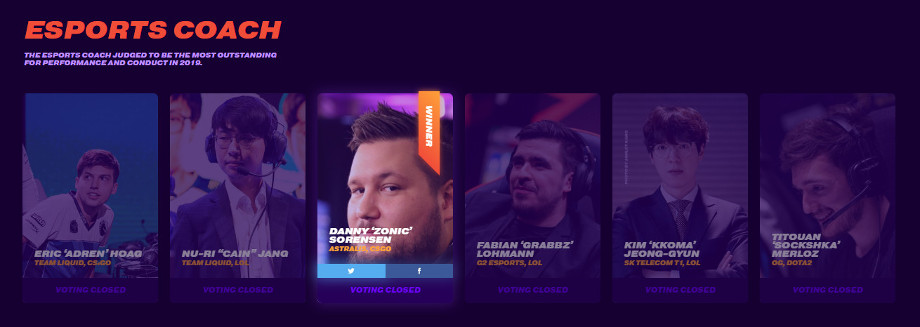 ESPORTS COACH
THE ESPORTS COACH JUDGED TO BE THE MOST OUTSTANDING
FOR PERFORMANCE AND CONDUCT IN 2019.
ERIC 'ADREN' HOAG
TEAM LIQUID, CS:GO
VOTING CLOSED
NU-RI "CAIN" JANG
TEAM LIQUID, LOL
VOTING CLOSED
WINNER
DANNY 'ZONIC'
SORENSEN
ASTRALIS, CSGO
VOTING CLOSED
FABIAN 'GRABBZ'
LOHMANN
G2 ESPORTS, LOL
VOTING CLOSED
KIM 'KKOMA'
JEONG-GYUN
SK TELECOM T1, LOL
VOTING CLOSED
TITOUAN
'SOCKSHKA'
MERLOZ
OG, DOTA2
VOTING CLOSED